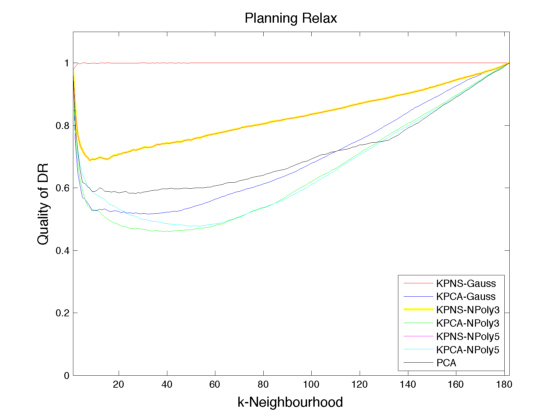 Planning Relax
Quality of DR
1
0.8
0.6
0.4
0.2
0
20 40 60 80 100 120 140 160 180
k-Neighbourhood
KPNS-Gauss
KPCA-Gauss
KPNS-NPoly3
KPCA-NPoly3
KPNS-NPoly5
KPCA-NPoly5
PCA